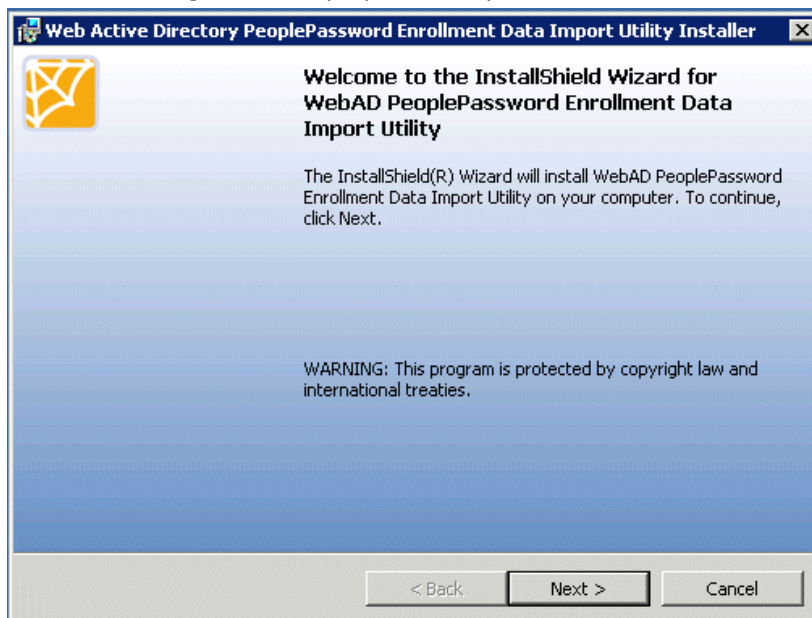 Web Active Directory PeoplePassword Enrollment Data Import Utility Installer
Welcome to the InstallShield Wizard for
WebAD PeoplePassword Enrollment Data
Import Utility
The InstallShield(R) Wizard will install WebAD PeoplePassword
Enrollment Data Import Utility on your computer. To continue,
click Next.
WARNING: This program is protected by copyright law and
international treaties.
< Back Next > Cancel